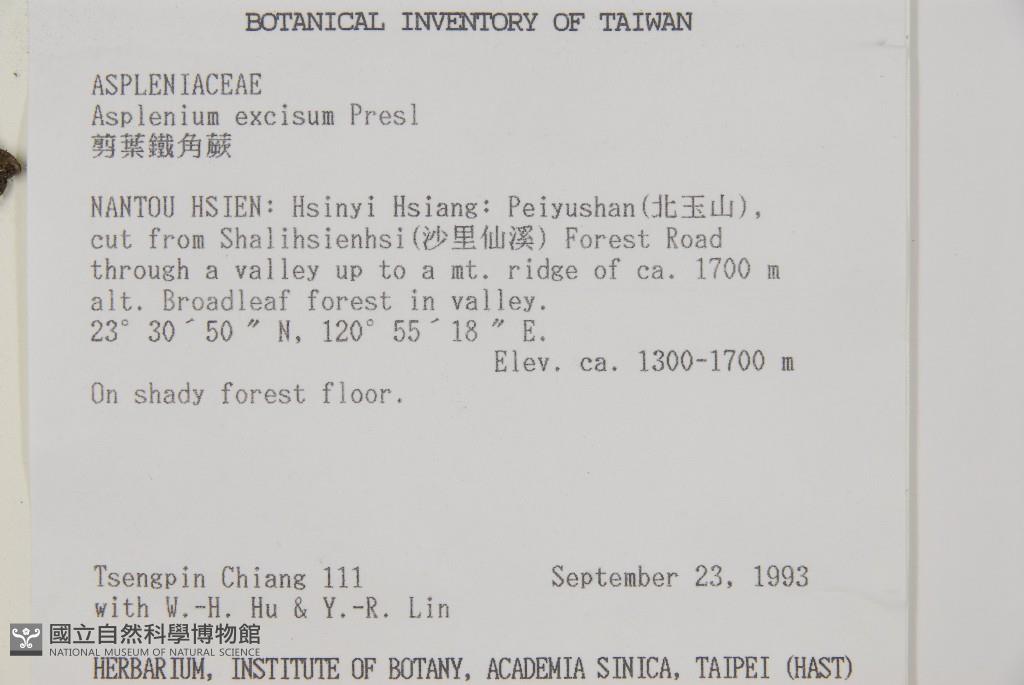 BOTANICAL INVENTORY OF TAIWAN
ASPLENIACEAE
Asplenium excisum Presl
剪葉鐵角蕨
NANTOU HSIEN: Hsinyi Hsiang: Peiyushan(北玉山),
cut from Shalihsienhsi(沙里仙溪) Forest Road
through a valley up to a mt. ridge of ca. 1700 m
alt. Broadleaf forest in valley.
23° 30´50 ″ N, 120° 55´18 ″ E.
Elev. ca. 1300-1700 m
On shady forest floor.
Tsengpin Chiang 111 September 23, 1993
with W.-H. Hu & Y.-R. Lin
國立自然科學博物館
NATIONAL MUSEUM OF NATURAL SCIENCE
HERBARIUM, INSTITUTE OF BOTANY, ACADEMIA SINICA, TAIPEI (HAST)